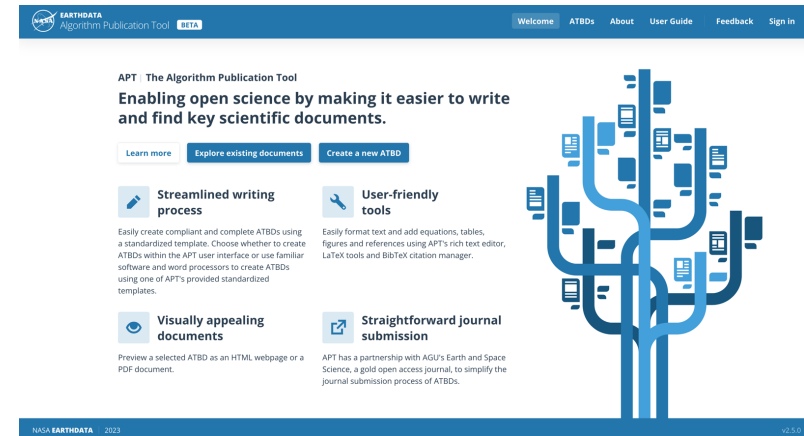 NASA
EARTHDATA
Algorithm Publication Tool BETA
Welcome ATBDs About User Guide Feedback Sign in
APT | The Algorithm Publication Tool
Enabling open science by making it easier to write
and find key scientific documents.
Learn more Explore existing documents Create a new ATBD
Streamlined writing
process
Easily create compliant and complete ATBDs using
a standardized template. Choose whether to create
ATBDs within the APT user interface or use familiar
software and word processors to create ATBDs
using one of APT's provided standardized
templates.
User-friendly
tools
Easily format text and add equations, tables,
figures and references using APT's rich text editor,
LaTeX tools and BibTeX citation manager.
Visually appealing
documents
Preview a selected ATBD as an HTML webpage or a
PDF document.
Straightforward journal
submission
APT has a partnership with AGU's Earth and Space
Science, a gold open access journal, to simplify the
journal submission process of ATBDs.
NASA EARTHDATA 2023
v2.5.0